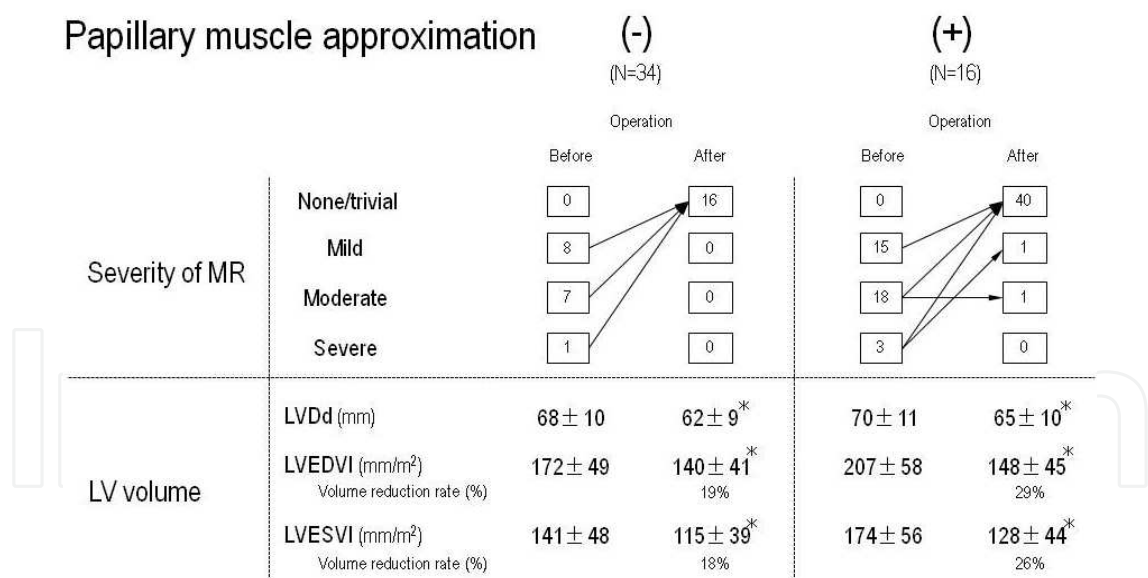 Papillary muscle approximation (-) (+)
(N=34) (N=16)
Operation Operation
Before After Before After
None/trivial 0 16 0 40
Mild 8 0 15 1
Severity of MR
Moderate 7 0 18 1
Severe 1 0 3 0
LVDd (mm) 68± 10 62± 9* 70± 11 65± 10*
LVEDVI (mm/m²) 172± 49 140± 41* 207± 58 148± 45*
Volume reduction rate (%) 19% 29%
LV volume
LVESVI (mm/m²) 141± 48 115± 39* 174± 56 128± 44*
Volume reduction rate (%) 18% 26%